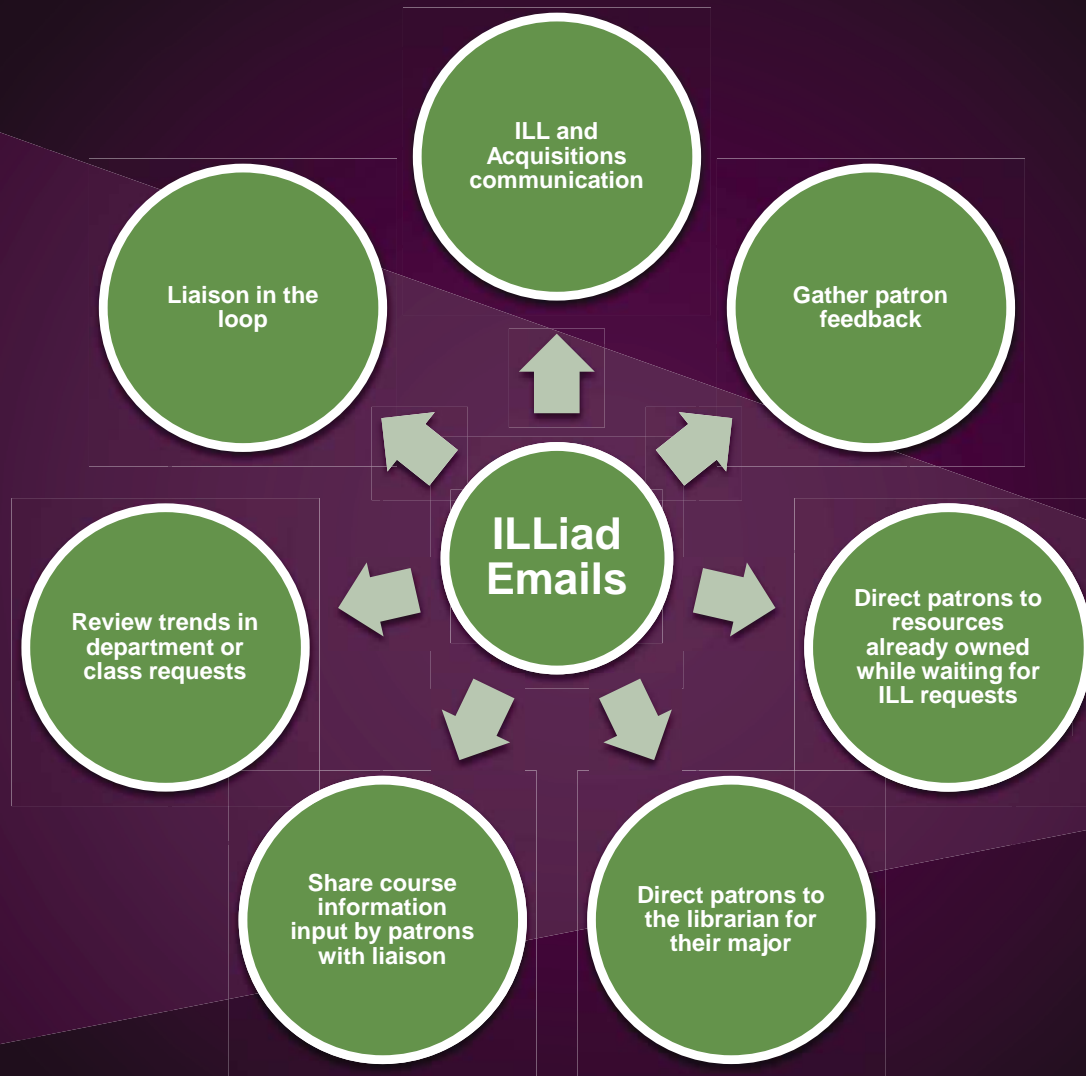 ILL and
Acquisitions
communication
Liaison in the
loop
Gather patron
feedback
ILLiad
Emails
Review trends in
department or
class requests
Direct patrons to
resources
already owned
while waiting for
ILL requests
Share course
information
input by patrons
with liaison
Direct patrons to
the librarian for
their major